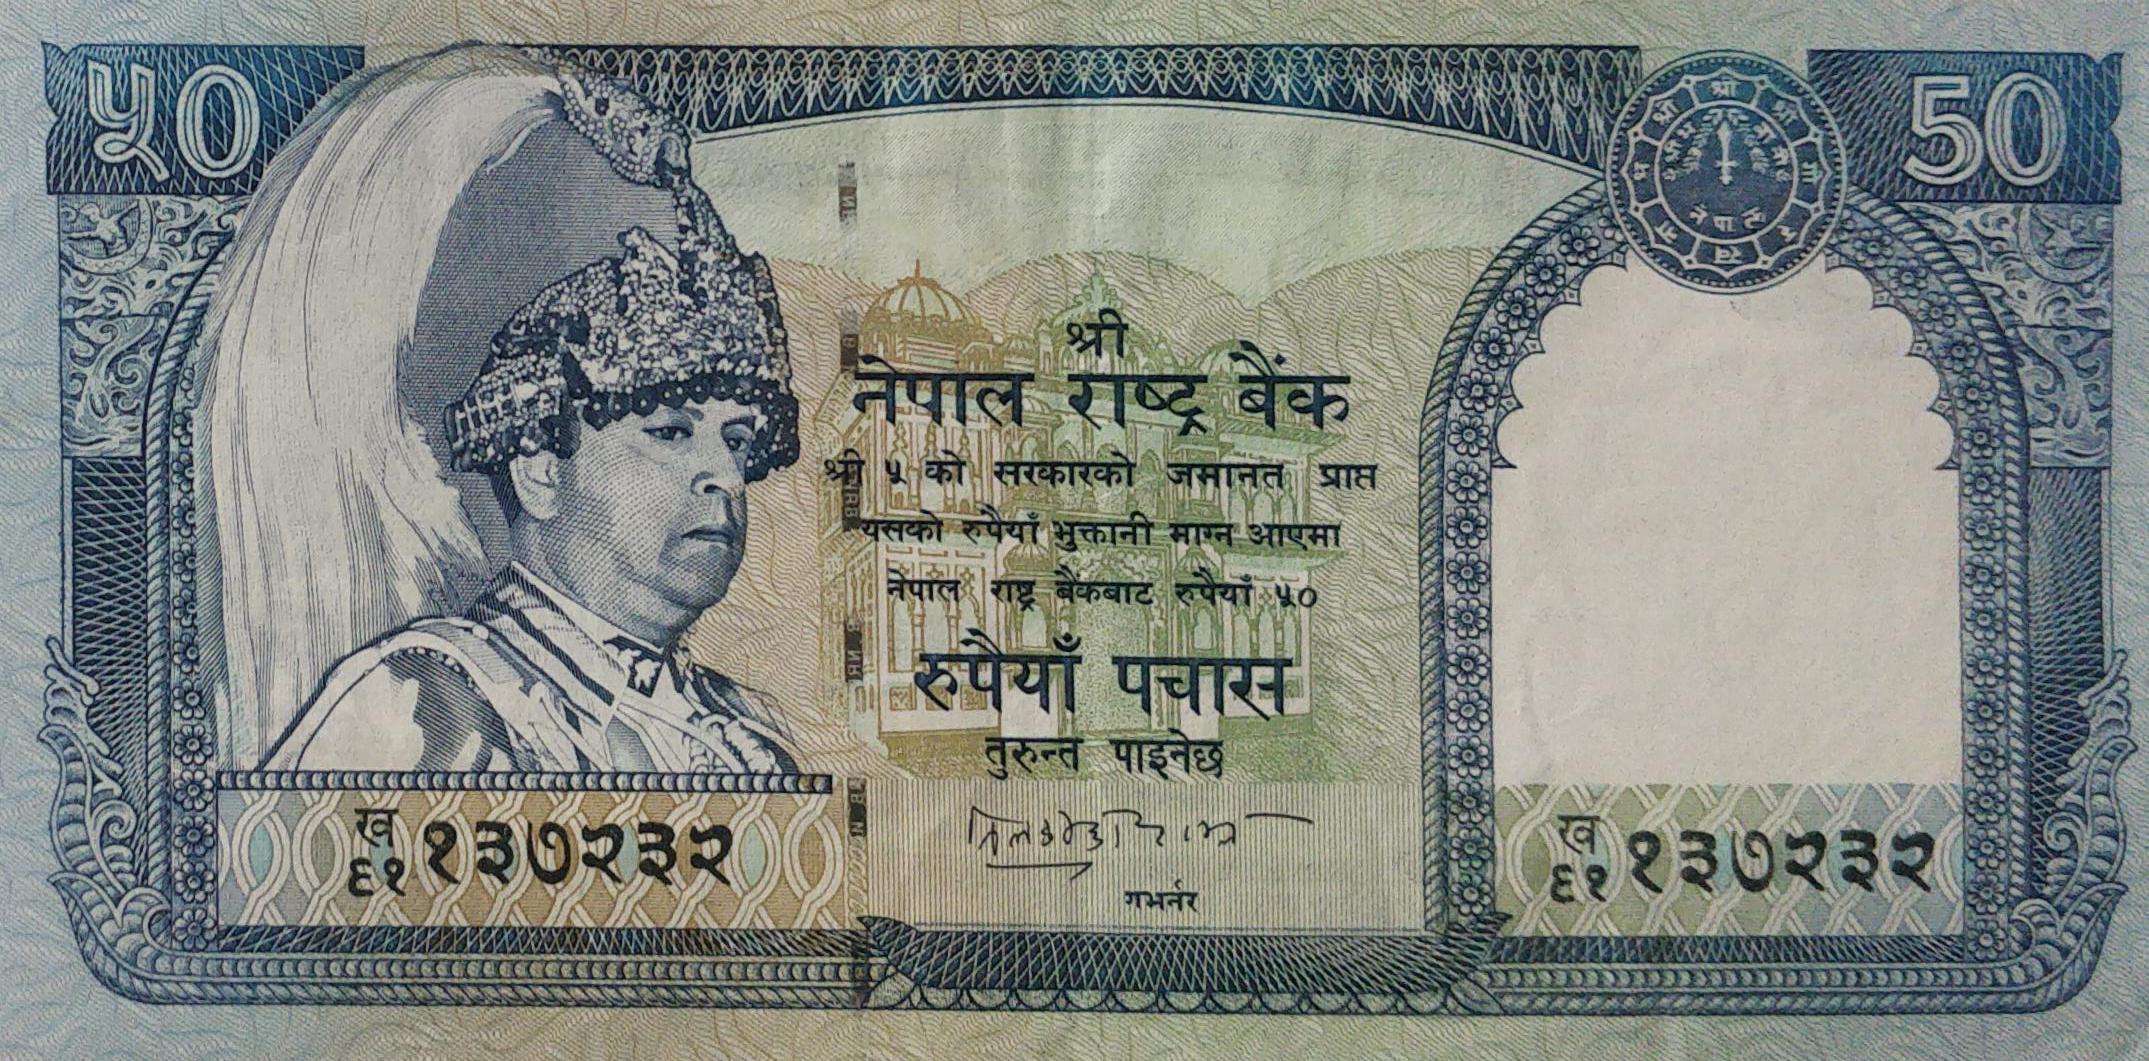 ५० 50
श्री
नेपाल
श्री
नेपाल राष्ट्र बैंक
श्री ५ को सरकारको जमानत प्राप्त
यसको रुपैयाँ भुक्तानी माग्न आएमा
नेपाल राष्ट्र बैंकबाट रुपैयाँ ५०
रुपैयाँ पचास
तुरुन्त पाइनेछ
ख
६१ १३७२३२
गभर्नर
ख
६१ १३७२३२